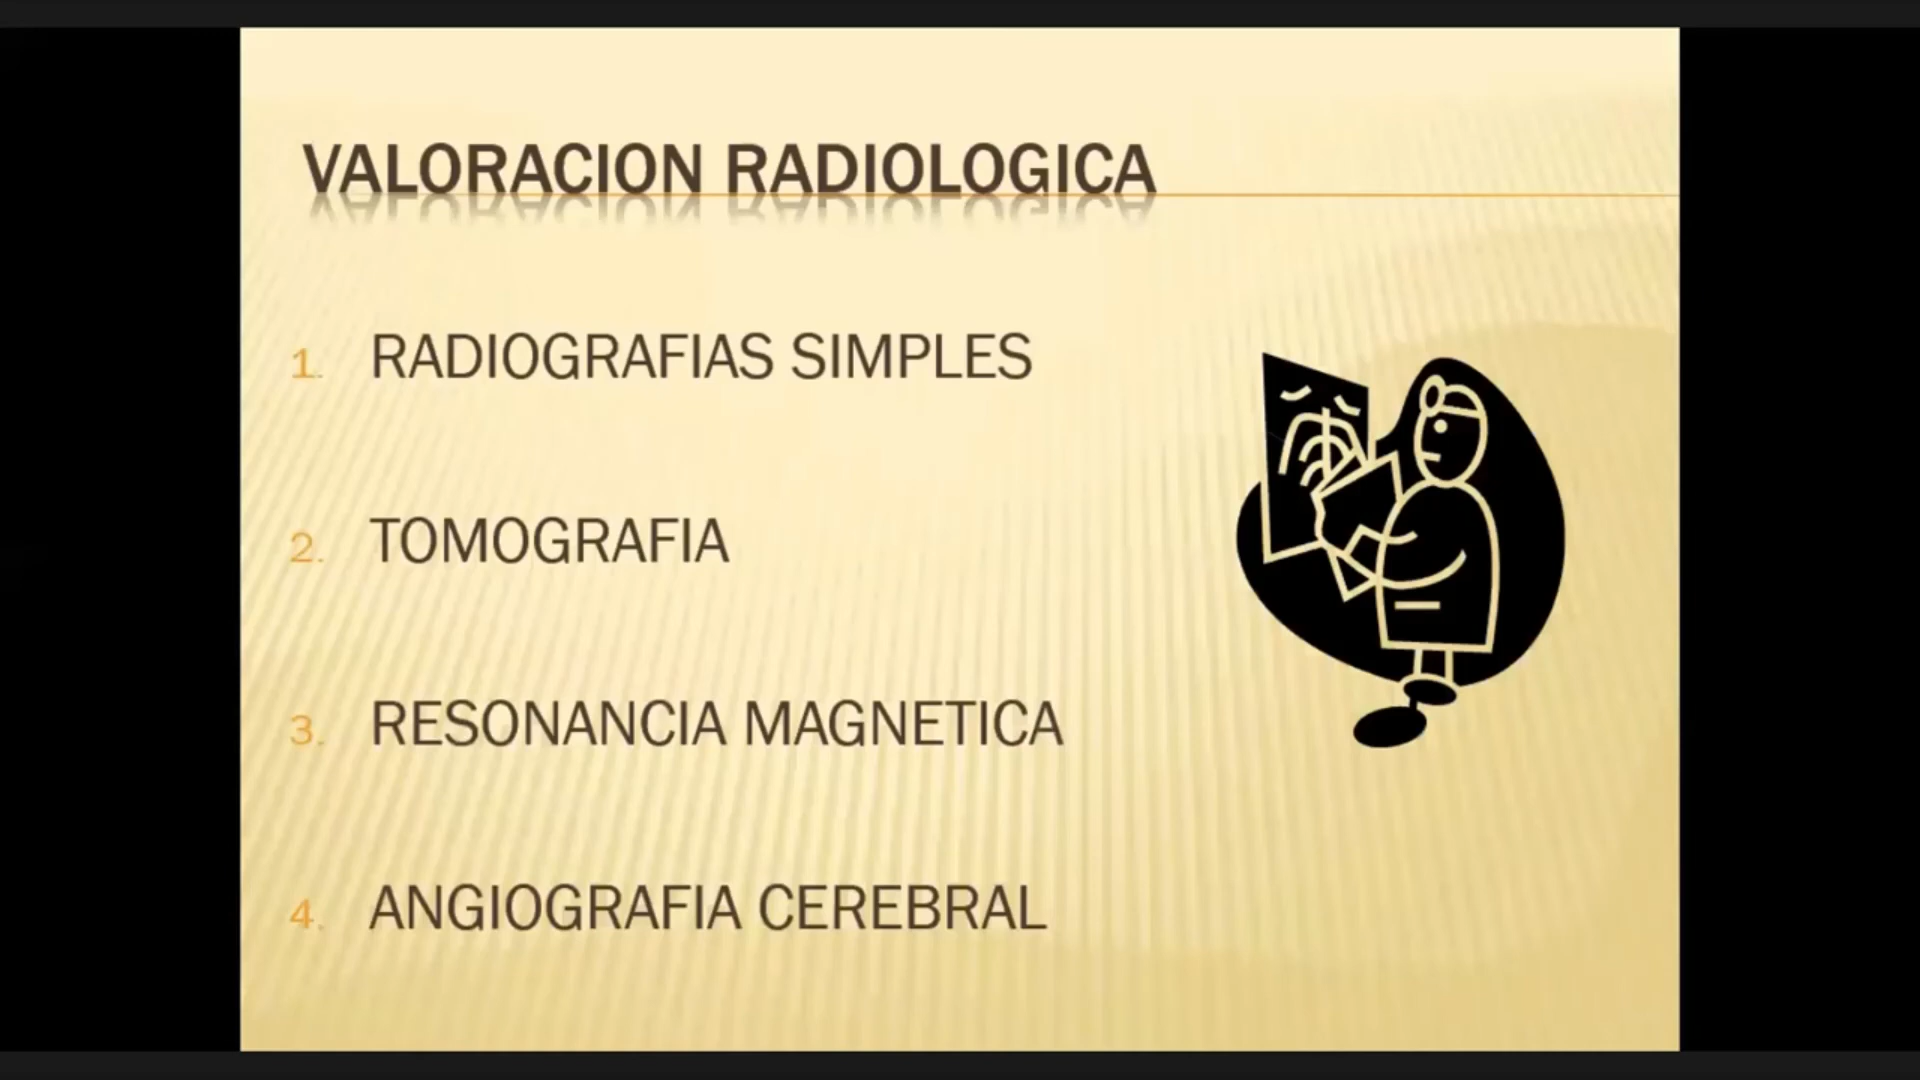 VALORACION RADIOLOGICA
1. RADIOGRAFIAS SIMPLES
2. TOMOGRAFIA
3. RESONANCIA MAGNETICA
4. ANGIOGRAFIA CEREBRAL